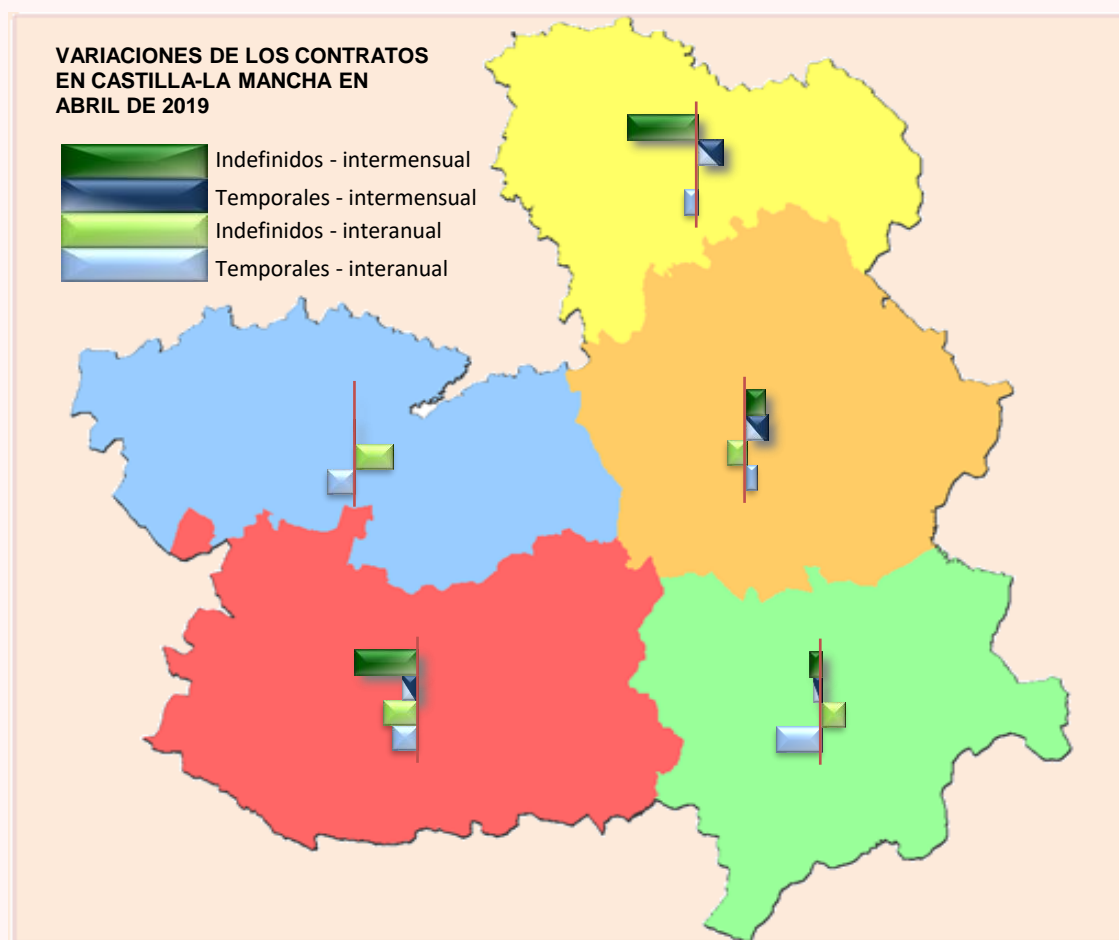 VARIACIONES DE LOS CONTRATOS
EN CASTILLA-LA MANCHA EN
ABRIL DE 2019
Indefinidos - intermensual
Temporales - intermensual
Indefinidos - interanual
Temporales - interanual